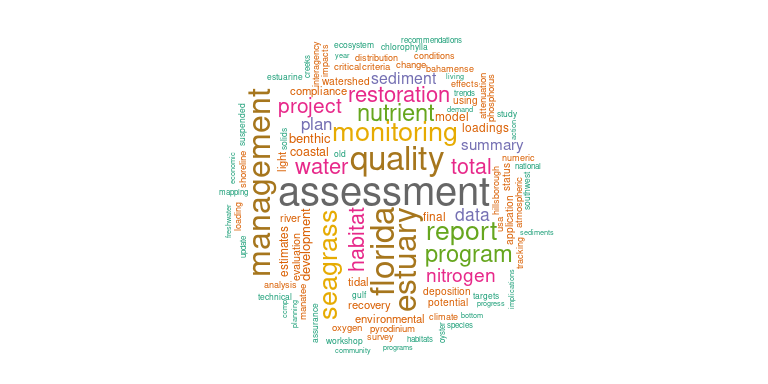 recommendations
ecosystem
chlorophylla
year
conditions
interagency
impacts
creeks
distribution
criticalcriteria
change
bahamense
estuarine
watershed
sediment
living
effects
attenuation
phosphorus
compliance
restoration
trends
using
project
nutrient
demand
model
study
suspended
management
plan
monitoring
loadings
action
solids
benthic
summary
coastal
old
quality
numeric
economic
shoreline
light
water
total
status
national
mapping
assessment
hillsborough
atmospheric
southwest
freshwater
loading
river
seagrass
habitat
florida
estuary
final
data
usa
application
report
sediments
update
estimates
evaluation
development
program
tracking
analysis
tidal
nitrogen
implications
technical
manatee
gulf
deposition
targets
ccmp
planning
assurance
recovery
potential
progress
environmental
climate
bottom
oxygen
pyrodinium
species
workshop
survey
habitats
oyster
community
programs